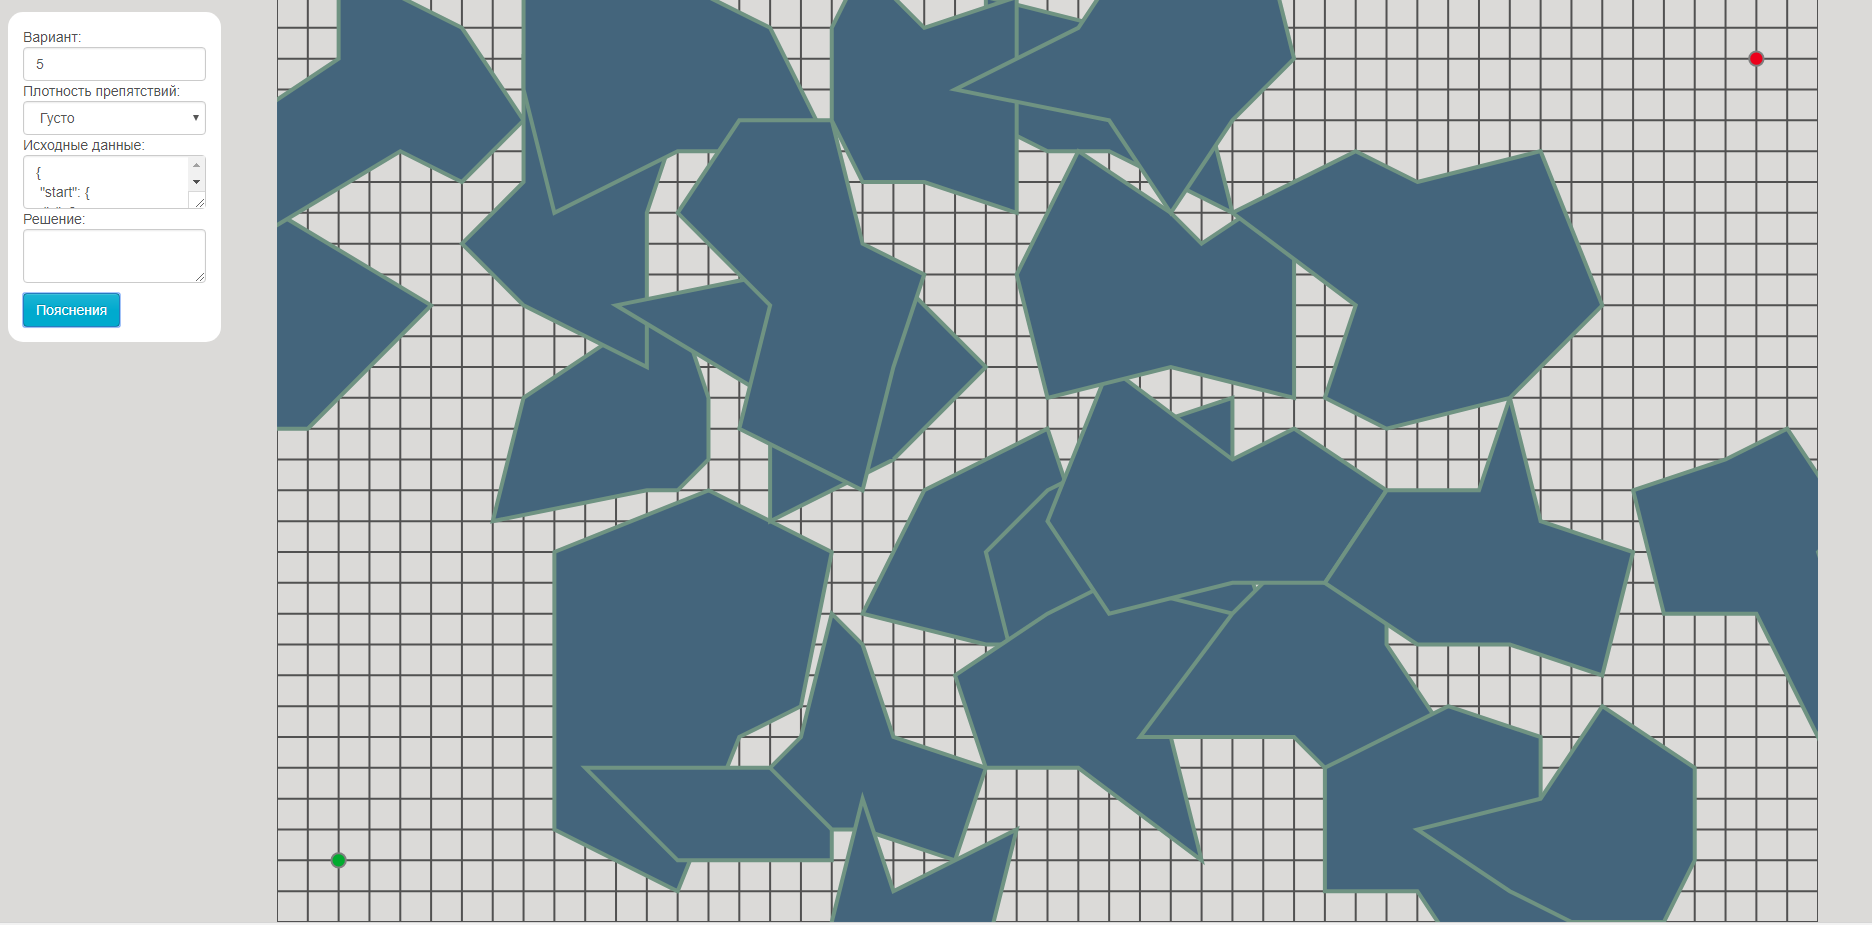 Вариант:
5
Плотность препятствий:
Густо
Исходные данные:
{
"start": {
Решение:
Пояснения